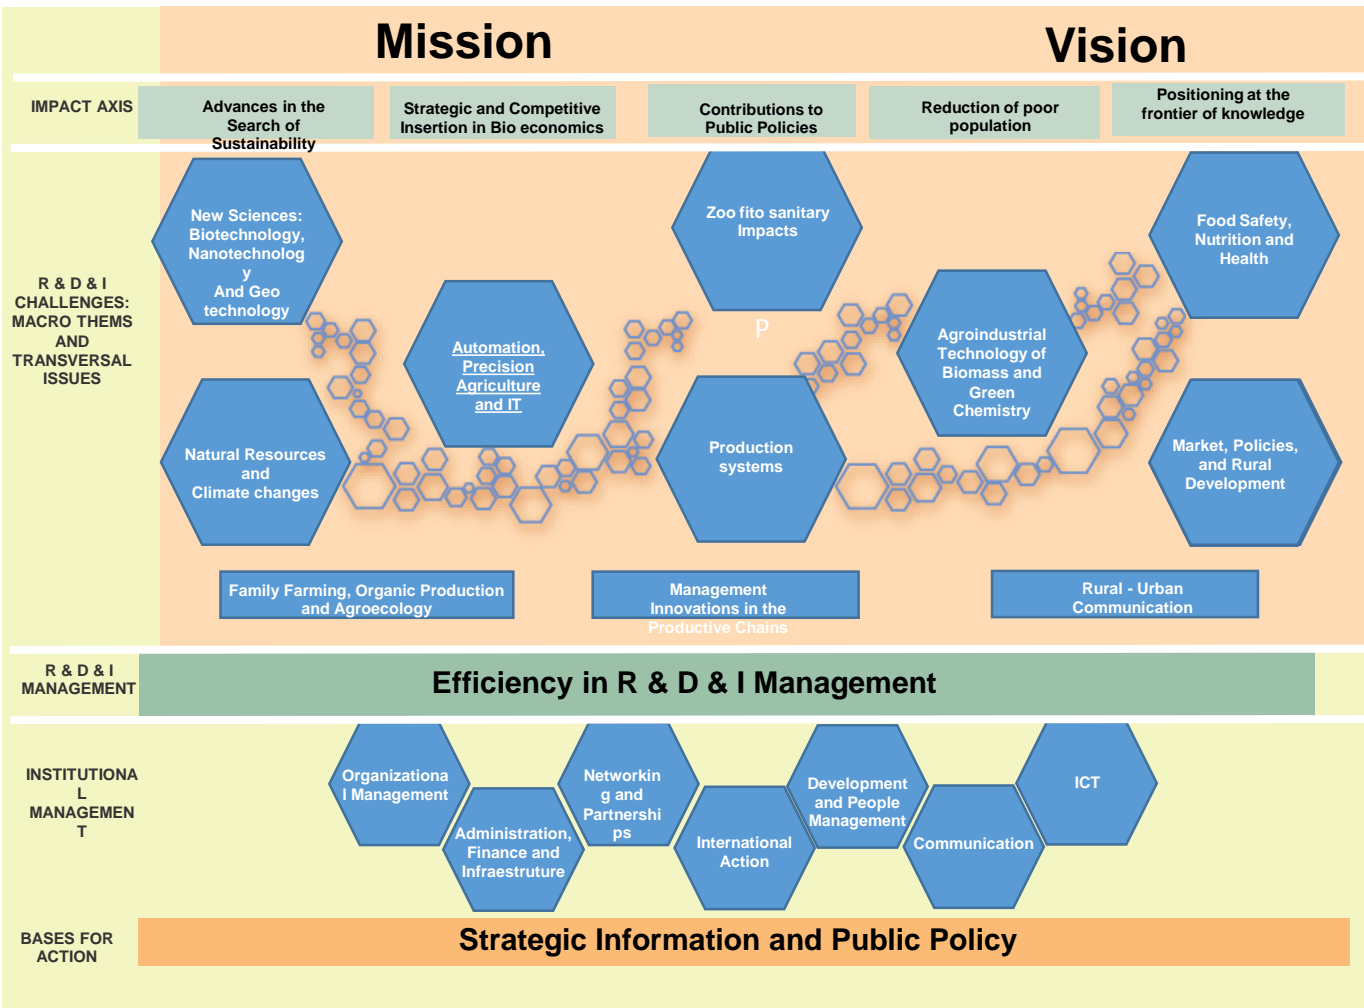 Mission
Vision
IMPACT AXIS
Advances in the
Search of
Sustainability
Strategic and Competitive
Insertion in Bio economics
Contributions to
Public Policies
Reduction of poor
population
Positioning at the
frontier of knowledge
R & D & I
CHALLENGES:
MACRO THEMS
AND
TRANSVERSAL
ISSUES
New Sciences:
Biotechnology,
Nanotechnolog
y
And Geo
technology
Automation,
Precision
Agriculture
and IT
Zoo fito sanitary
Impacts
P
Agroindustrial
Technology of
Biomass and
Green
Chemistry
Food Safety,
Nutrition and
Health
Natural Resources
and
Climate changes
Production
systems
Market, Policies,
and Rural
Development
Family Farming, Organic Production
and Agroecology
Management
Innovations in the
Productive Chains
Rural - Urban
Communication
R & D & I
MANAGEMENT
Efficiency in R & D & I Management
INSTITUTIONA
L
MANAGEMEN
T
Organizationa
l Management
Administration,
Finance and
Infraestruture
Networkin
g and
Partnershi
ps
International
Action
Development
and People
Management
Communication
ICT
BASES FOR
ACTION
Strategic Information and Public Policy